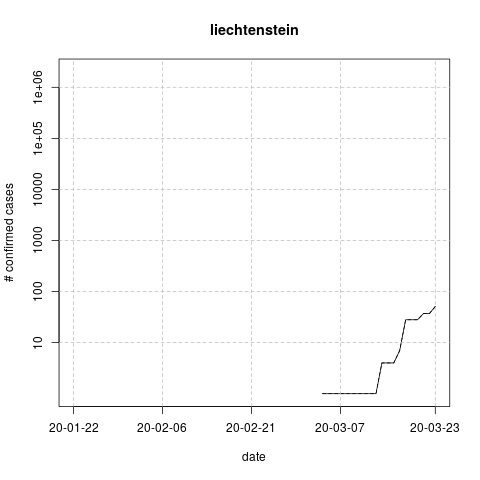 liechtenstein
# confirmed cases
1e+06
1e+05
10000
1000
100
10
20-01-22
20-02-06
20-02-21
20-03-07
20-03-23
date